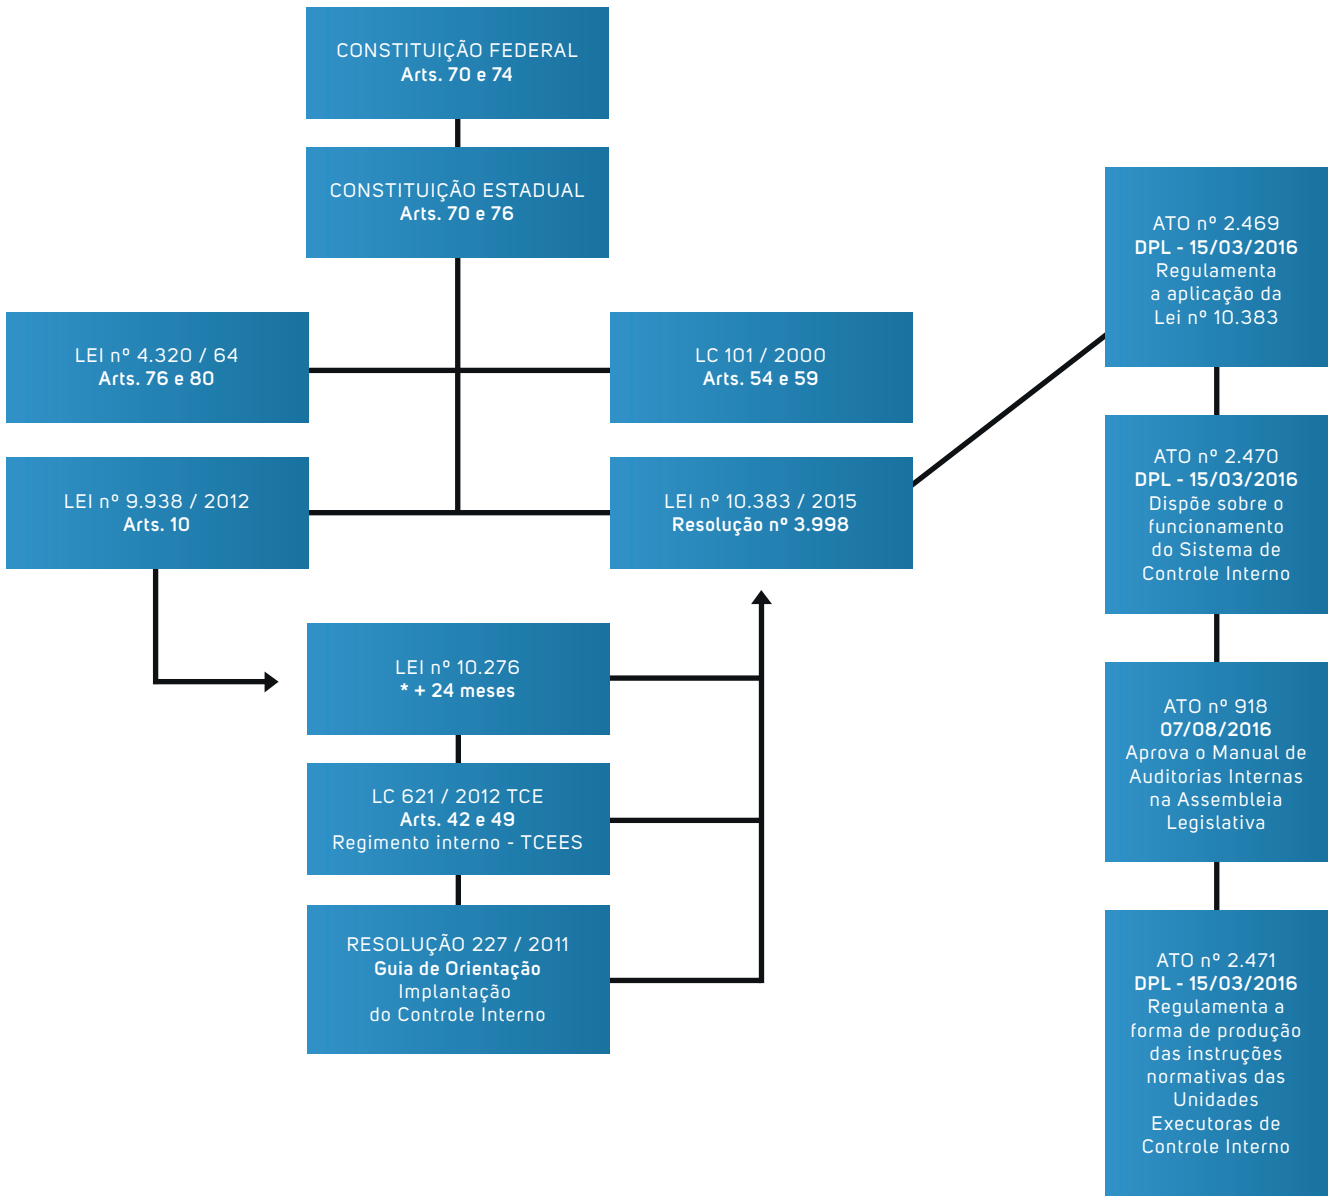 CONSTITUIÇÃO FEDERAL
Arts. 70 e 74
CONSTITUIÇÃO ESTADUAL
Arts. 70 e 76
LEI nº 4.320 / 64
Arts. 76 e 80
LC 101 / 2000
Arts. 54 e 59
LEI nº 9.938 / 2012
Arts. 10
LEI nº 10.383 / 2015
Resolução nº 3.998
LEI nº 10.276
* + 24 meses
LC 621 / 2012 TCE
Arts. 42 e 49
Regimento interno - TCEES
RESOLUÇÃO 227 / 2011
Guia de Orientação
Implantação
do Controle Interno
ATO nº 2.469
DPL - 15/03/2016
Regulamenta
a aplicação da
Lei nº 10.383
ATO nº 2.470
DPL - 15/03/2016
Dispõe sobre o
funcionamento
do Sistema de
Controle Interno
ATO nº 918
07/08/2016
Aprova o Manual de
Auditorias Internas
na Assembleia
Legislativa
ATO nº 2.471
DPL - 15/03/2016
Regulamenta a
forma de produção
das instruções
normativas das
Unidades
Executoras de
Controle Interno